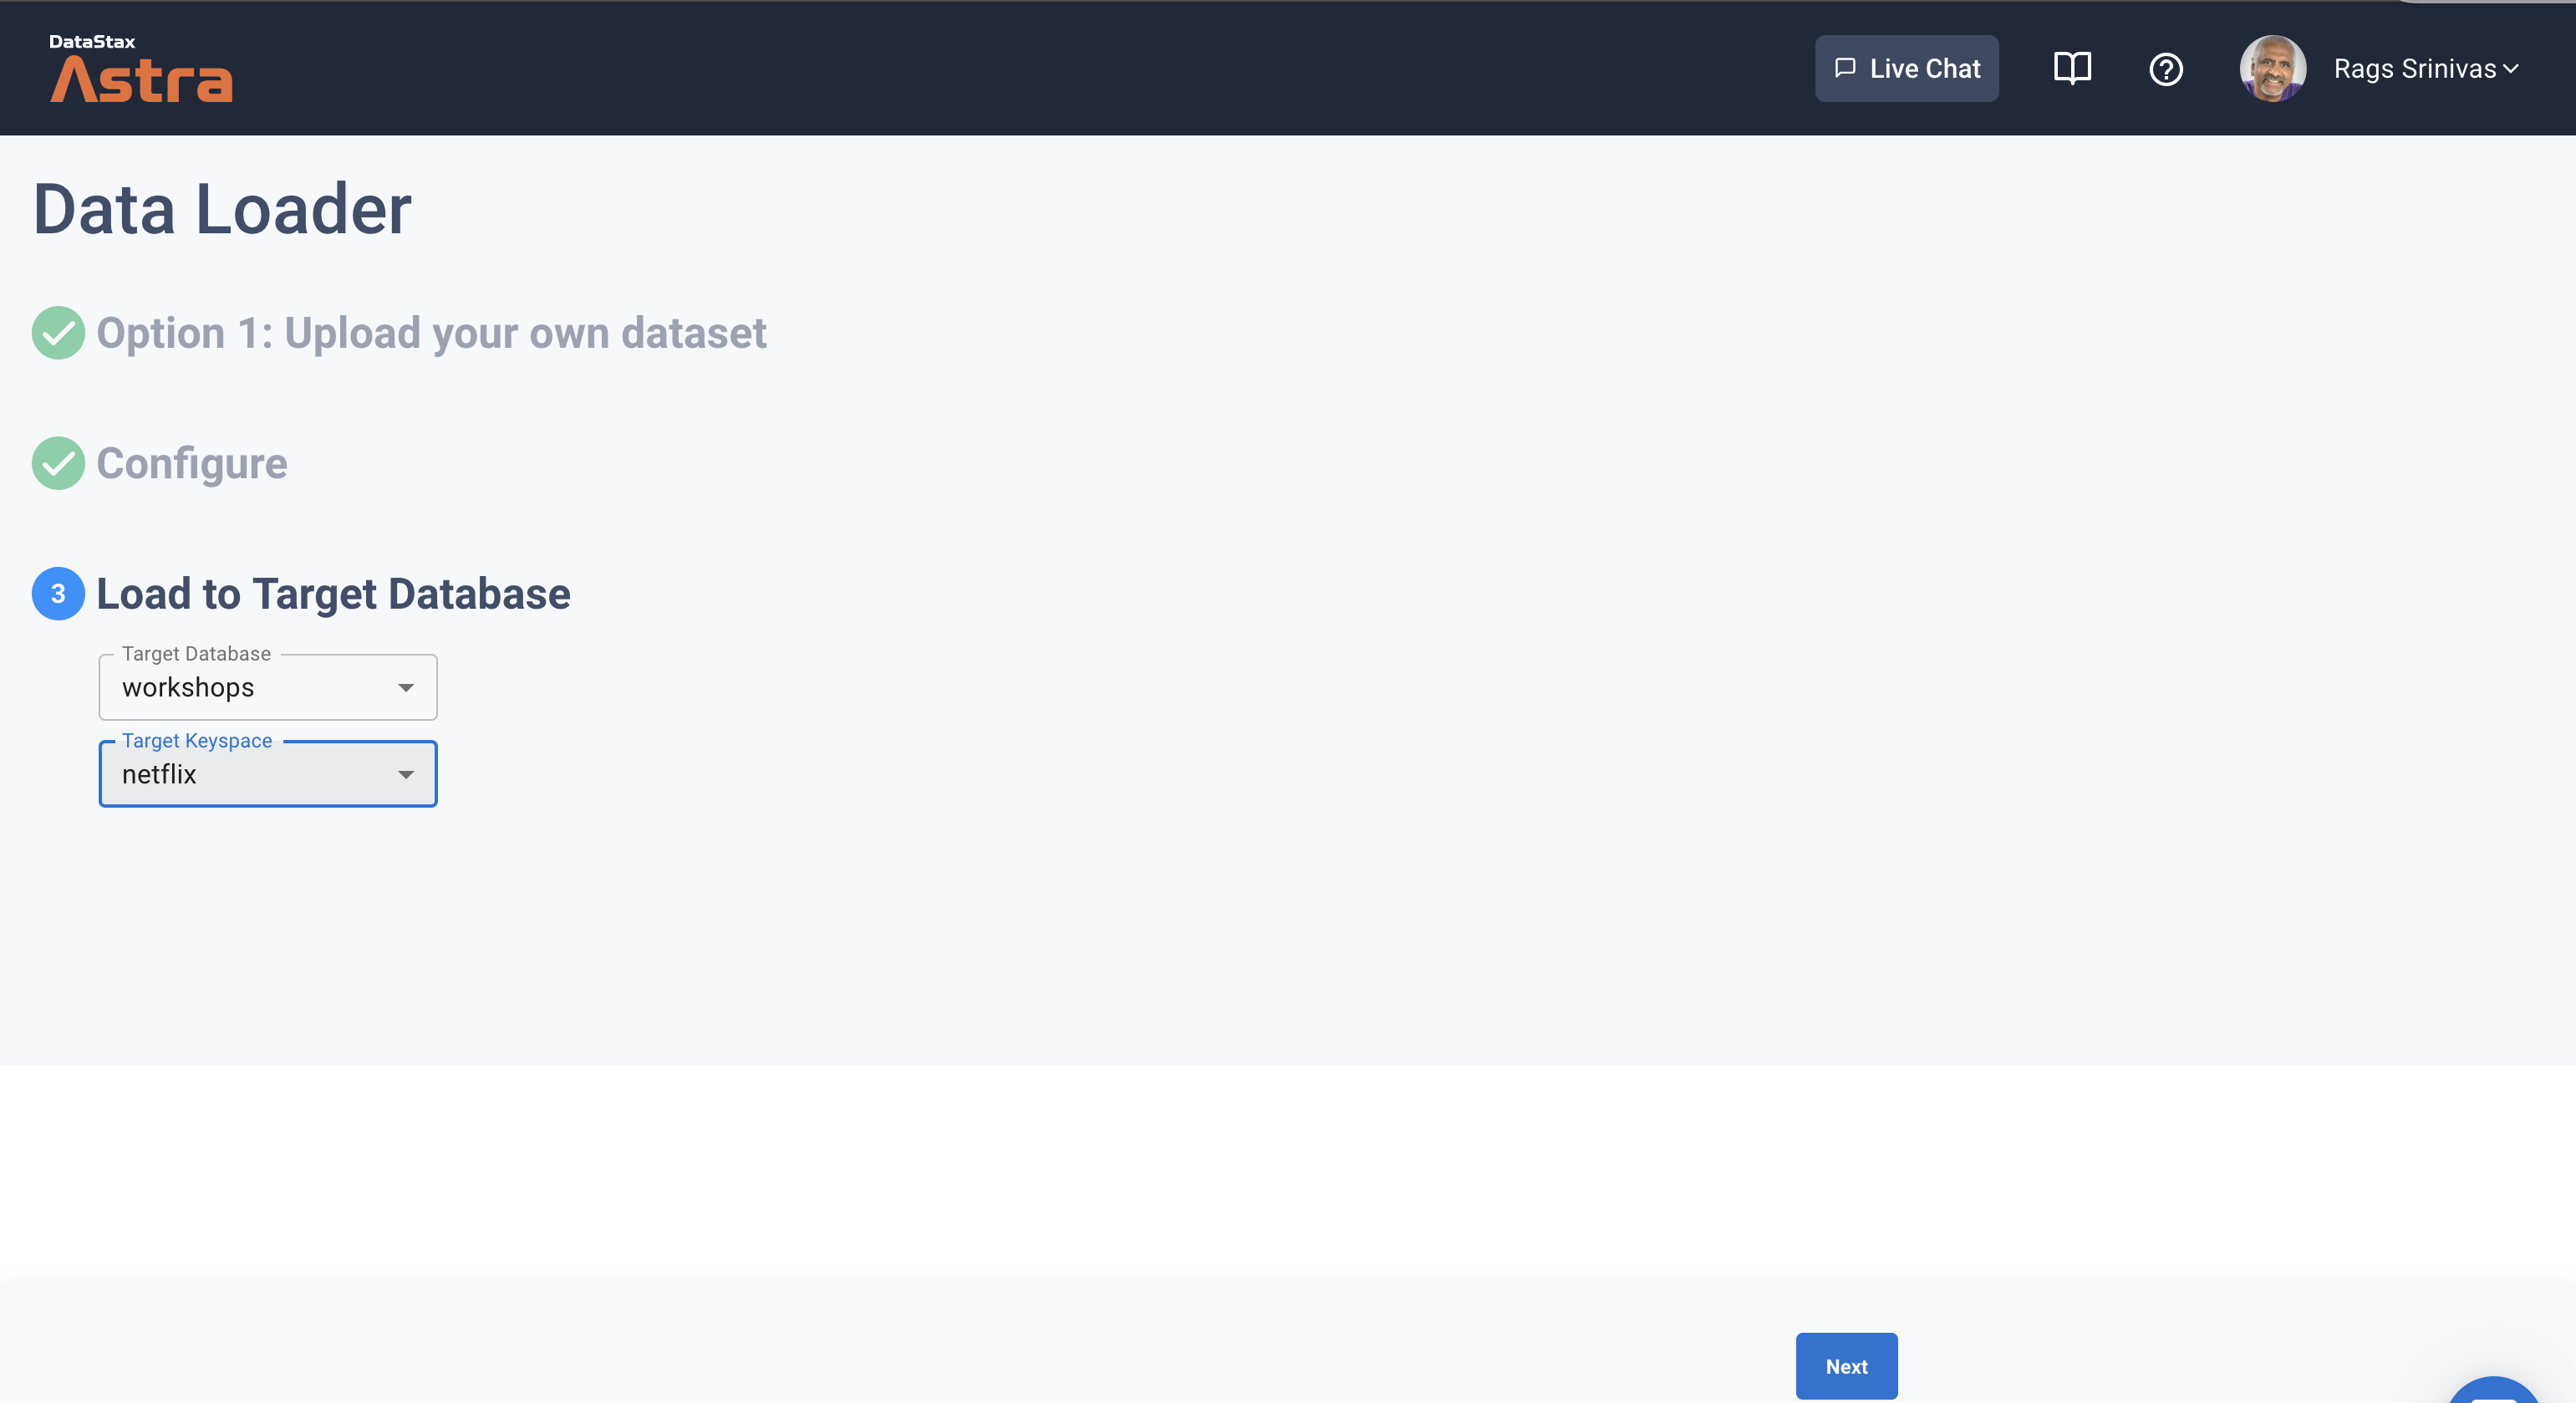 DataStax
Astra
Live Chat
Rags Srinivas
Data Loader
Option 1: Upload your own dataset
Configure
3 Load to Target Database
Target Database
workshops
Target Keyspace
netflix
Next